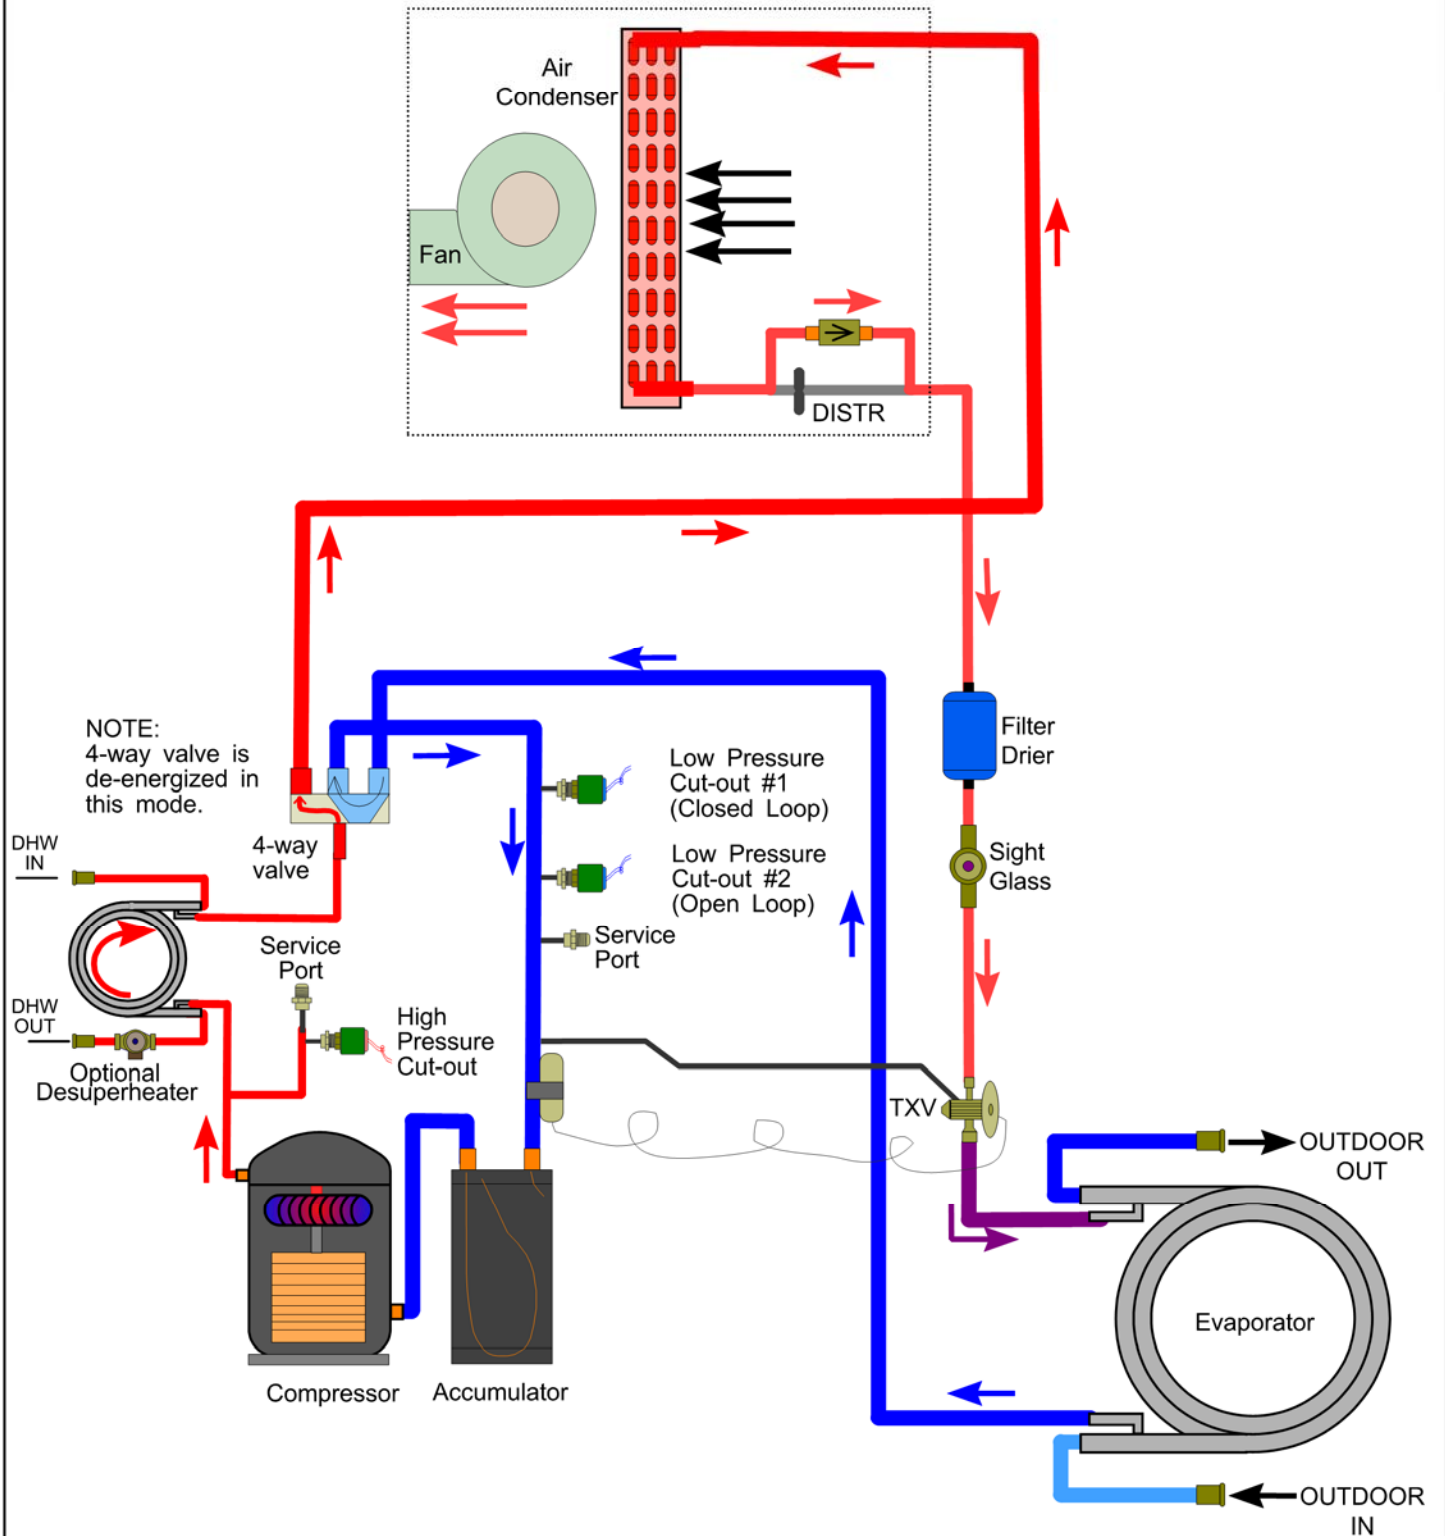 Air
Condenser
Fan
DISTR
NOTE:
4-way valve is
de-energized in
this mode.
Filter
Drier
Low Pressure
Cut-out #1
(Closed Loop)
DHW
IN
4-way
valve
Low Pressure
Cut-out #2
(Open Loop)
Sight
Glass
Service
Port
Service
Port
DHW
OUT
High
Pressure
Cut-out
Optional
Desuperheater
TXV
OUTDOOR
OUT
Evaporator
Compressor
Accumulator
OUTDOOR
IN